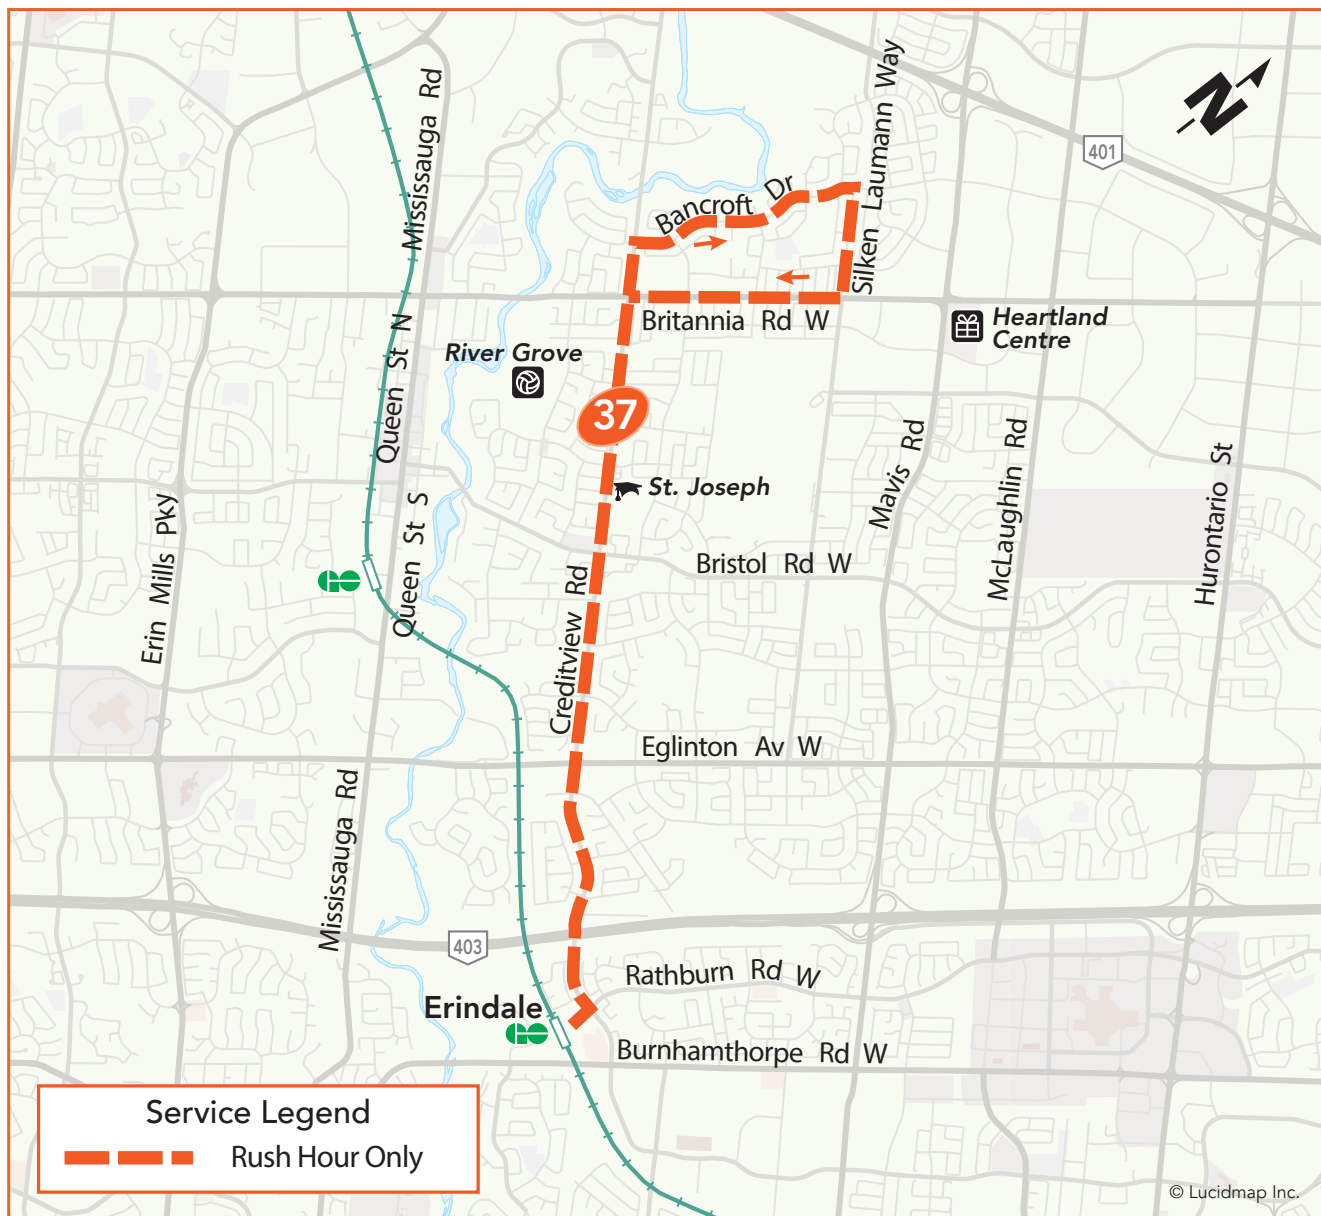 Mississauga Rd
Silken Laumann Way
N
401
Bancroft Dr
Britannia Rd W
Heartland
Centre
River Grove
Queen St N
37
Mavis Rd
McLaughlin Rd
Hurontario St
St. Joseph
Erin Mills Pky
Queen St S
Bristol Rd W
GO
Creditview Rd
Eglinton Av W
Mississauga Rd
403
Rathburn Rd W
Erindale
GO
Burnhamthorpe Rd W
Service Legend
Rush Hour Only
© Lucidmap Inc.